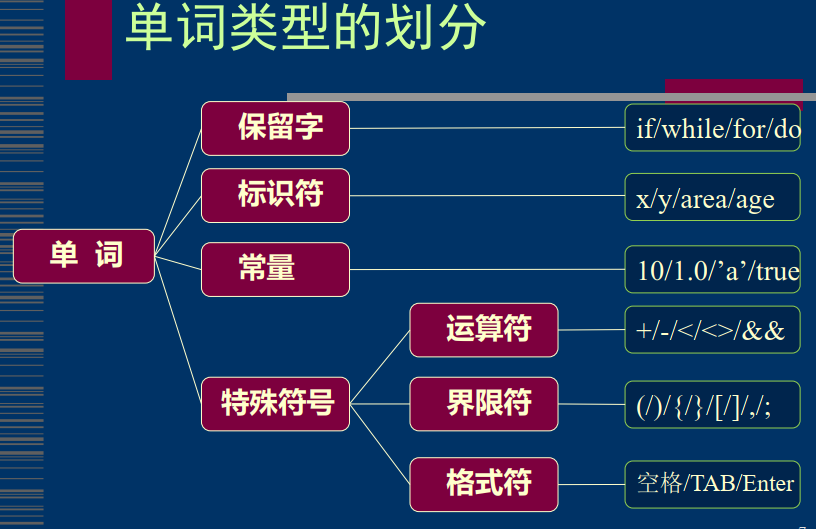 单词类型的划分
保留字
if/while/for/do
标识符
x/y/area/age
单 词
常量
10/1.0/’a’/true
运算符
+/-/</<>/&&
特殊符号
界限符
(/)/{/}/[/]/,/;
格式符
空格/TAB/Enter